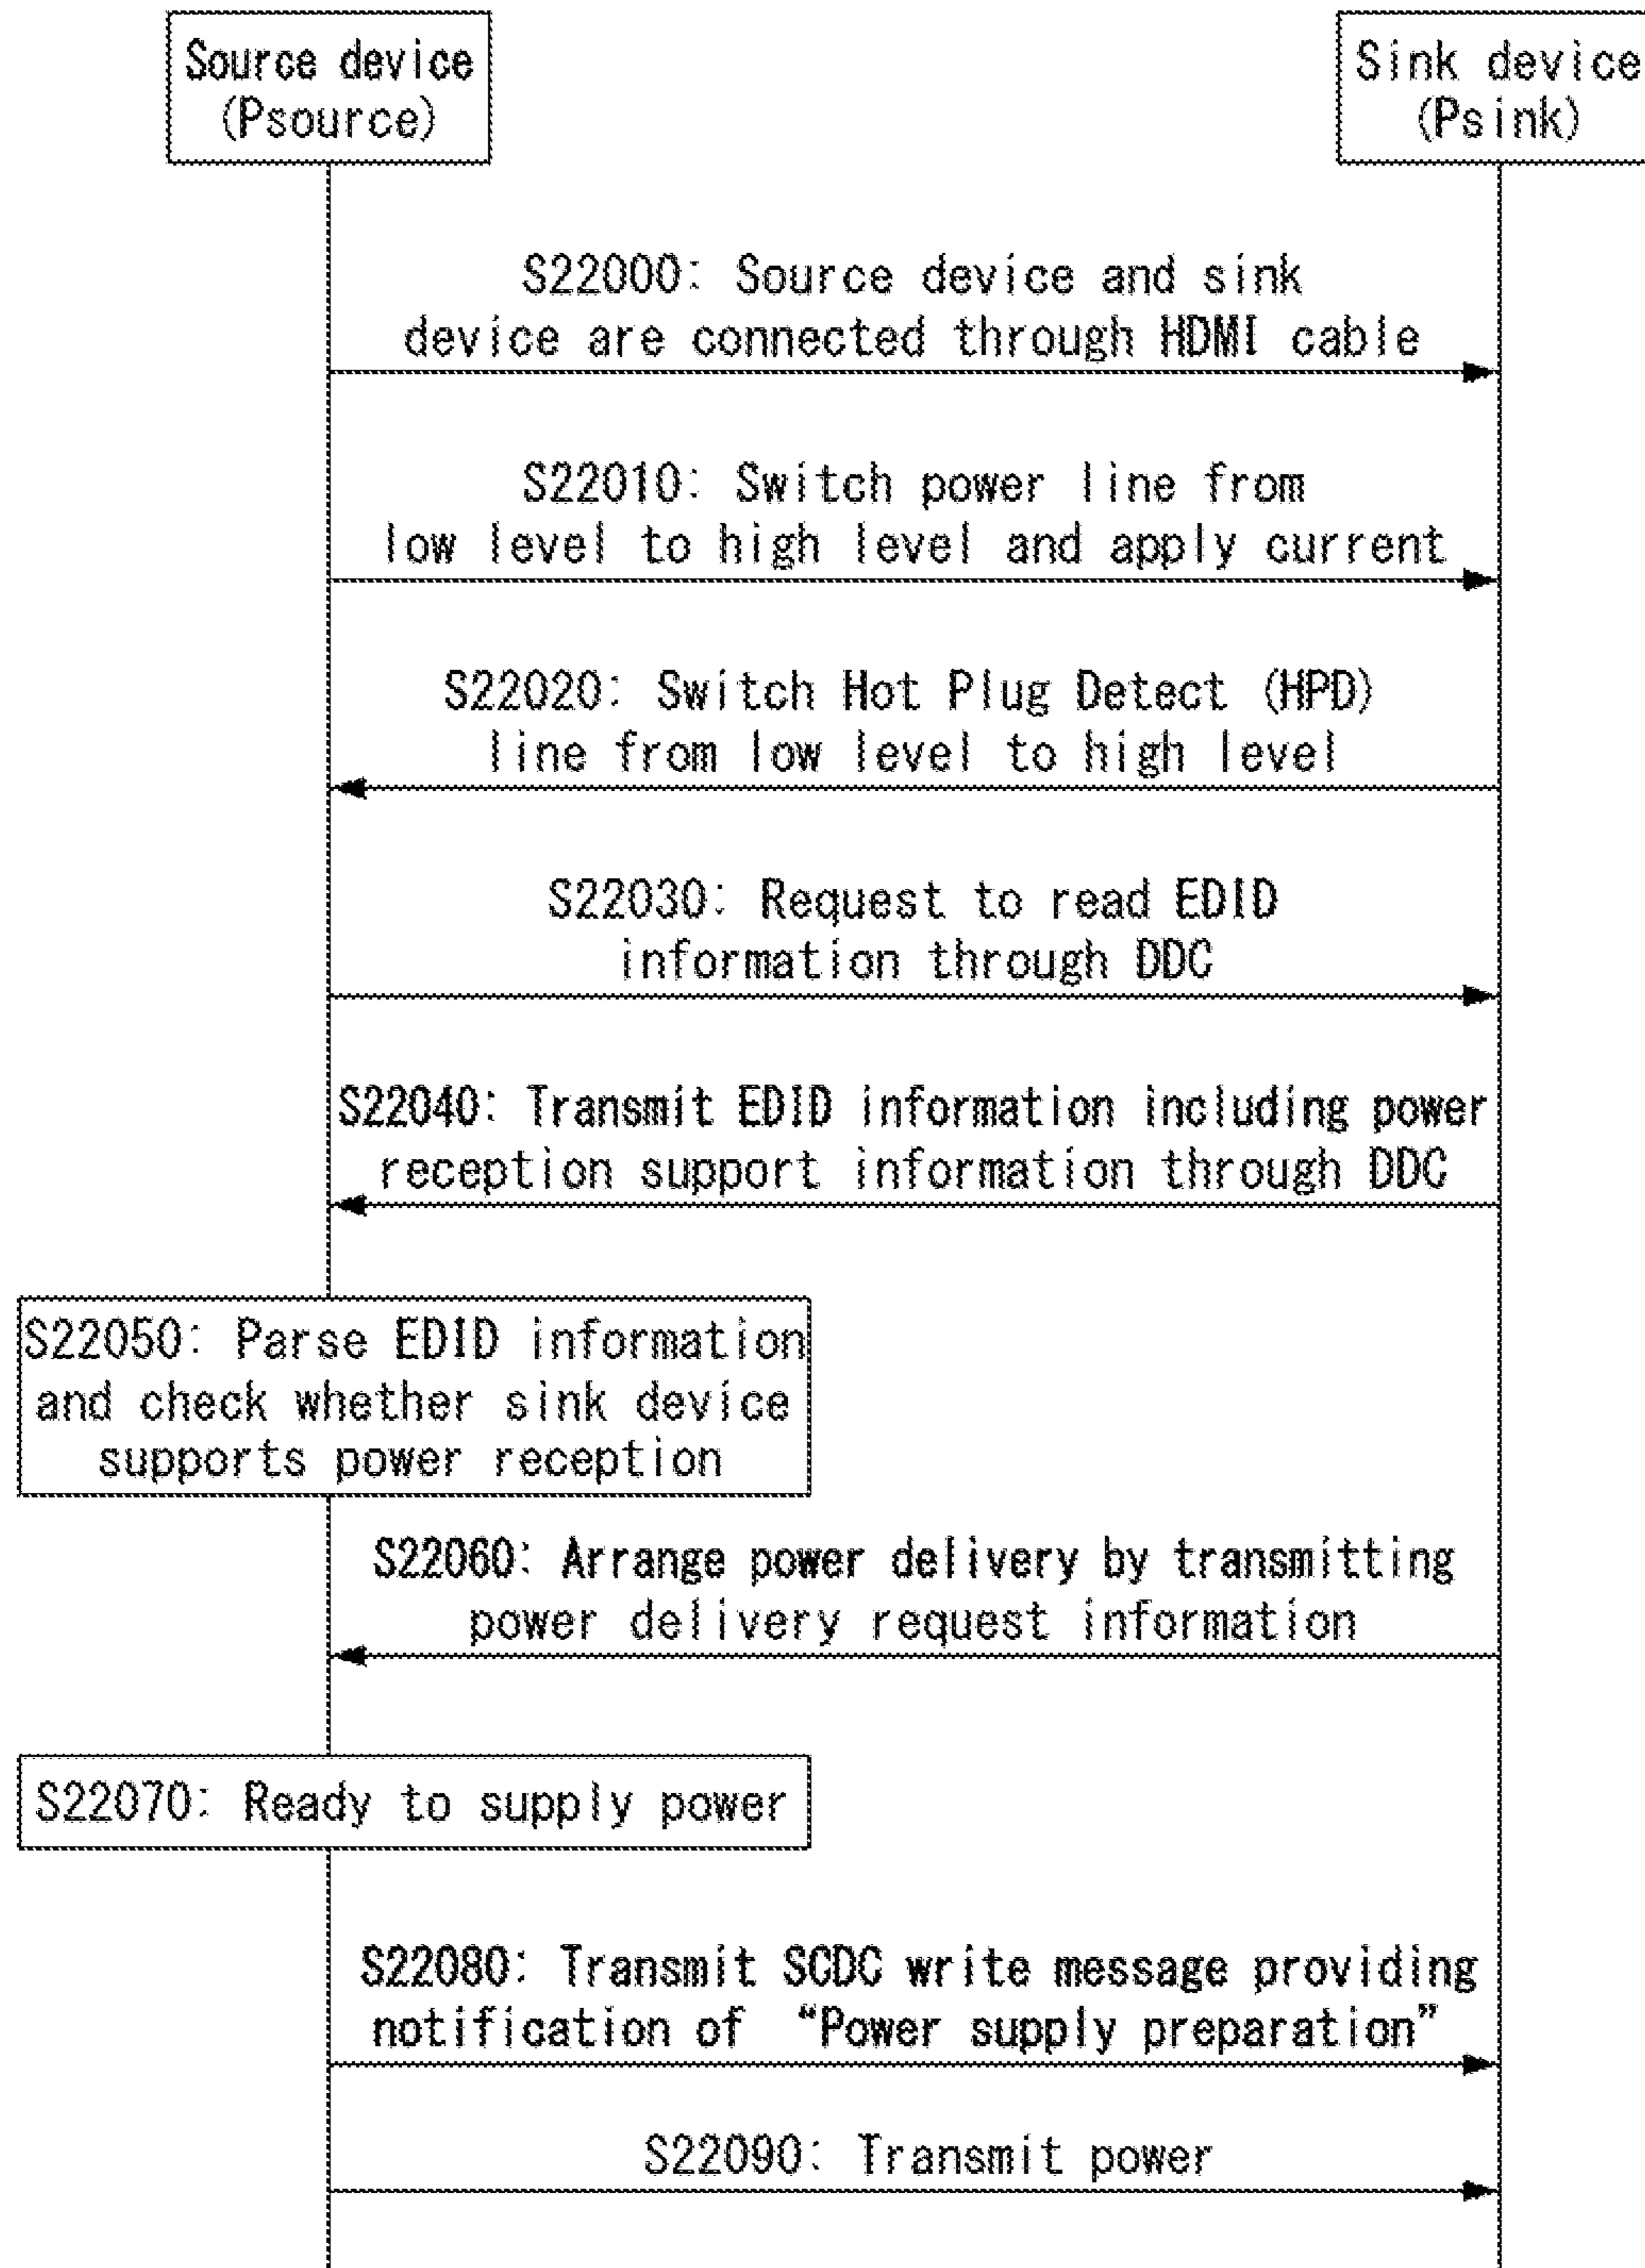 Source device
(Psource)
Sink device
(Psink)
S22000: Source device and sink
device are connected through HDMI cable
S22010: Switch power line from
low level to high level and apply current
S22020: Switch Hot Plug Detect (HPD)
line from low level to high level
S22030: Request to read EDID
information through DDC
S22040: Transmit EDID information including power
reception support information through DDC
S22050: Parse EDID information
and check whether sink device
supports power reception
S22060: Arrange power delivery by transmitting
power delivery request information
S22070: Ready to supply power
S22080: Transmit SCDC write message providing
notification of “Power supply preparation”
S22090: Transmit power